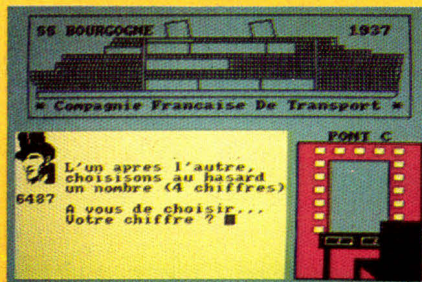 SS BOURGOGNE 1937
* Compagnie Francaise De Transport *
L'un apres l'autre,
choisisons au hasard
un nombre (4 chiffres)
6487
A vous de choisir...
Votre chiffre ?
PONT C